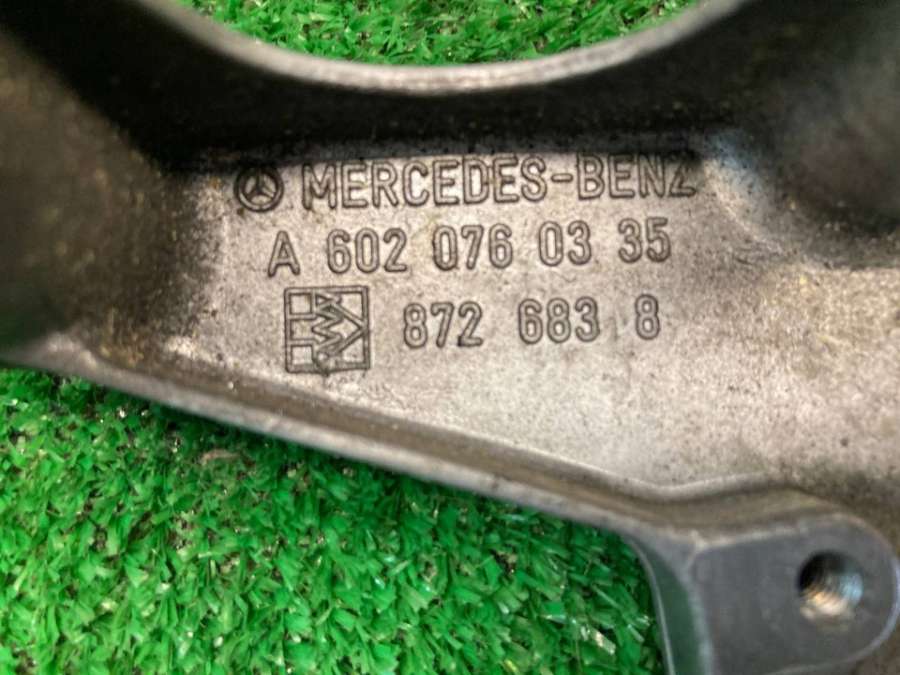 MERCEDES-BENZ
A 602 076 03 35
872 683 8